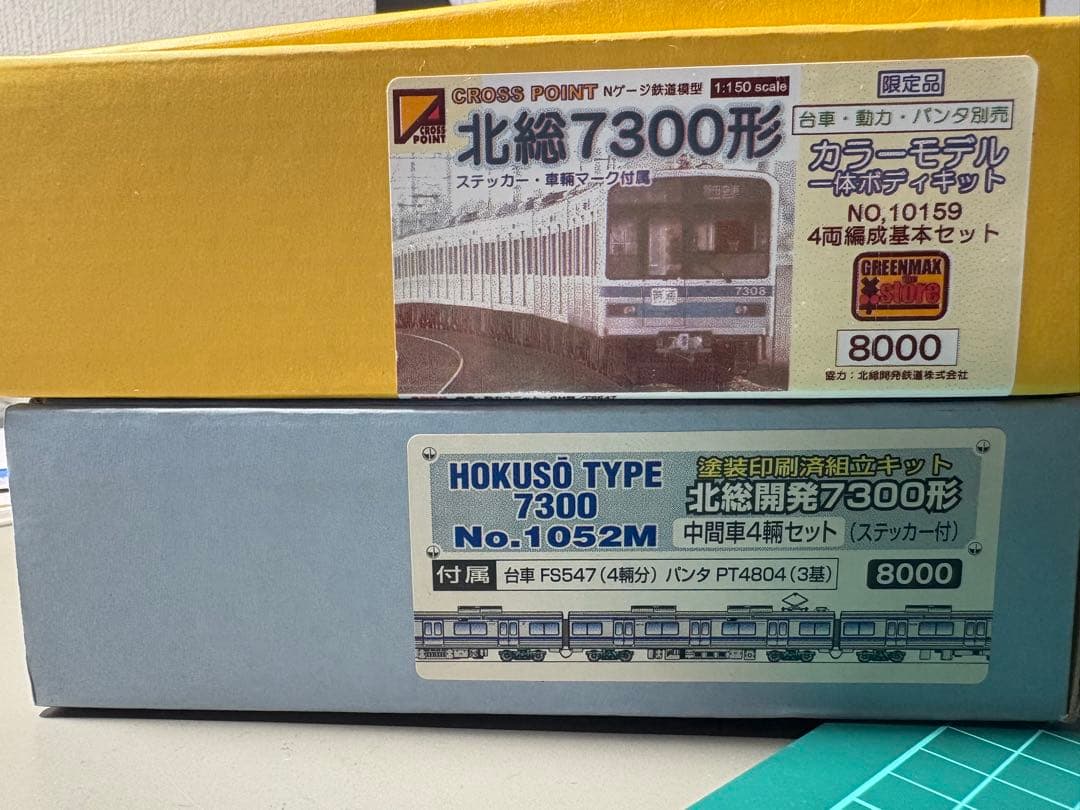 CROSS POINT Nゲージ鉄道模型 1:150 scale
CROSS POINT
北総7300形
ステッカー・車輌マーク付属
7308
限定品
台車・動力・パンタ別売
カラーモデル
一体ボディキット
NO,10159
4両編成基本セット
GREENMAX
the
store
8000
協力:北総開発鉄道株式会社
HOKUSŌ TYPE
7300
No.1052M
塗装印刷済組立キット
北総開発7300形
中間車4輌セット (ステッカー付)
付属 台車 FS547(4輌分) パンタ PT4804(3基) 8000